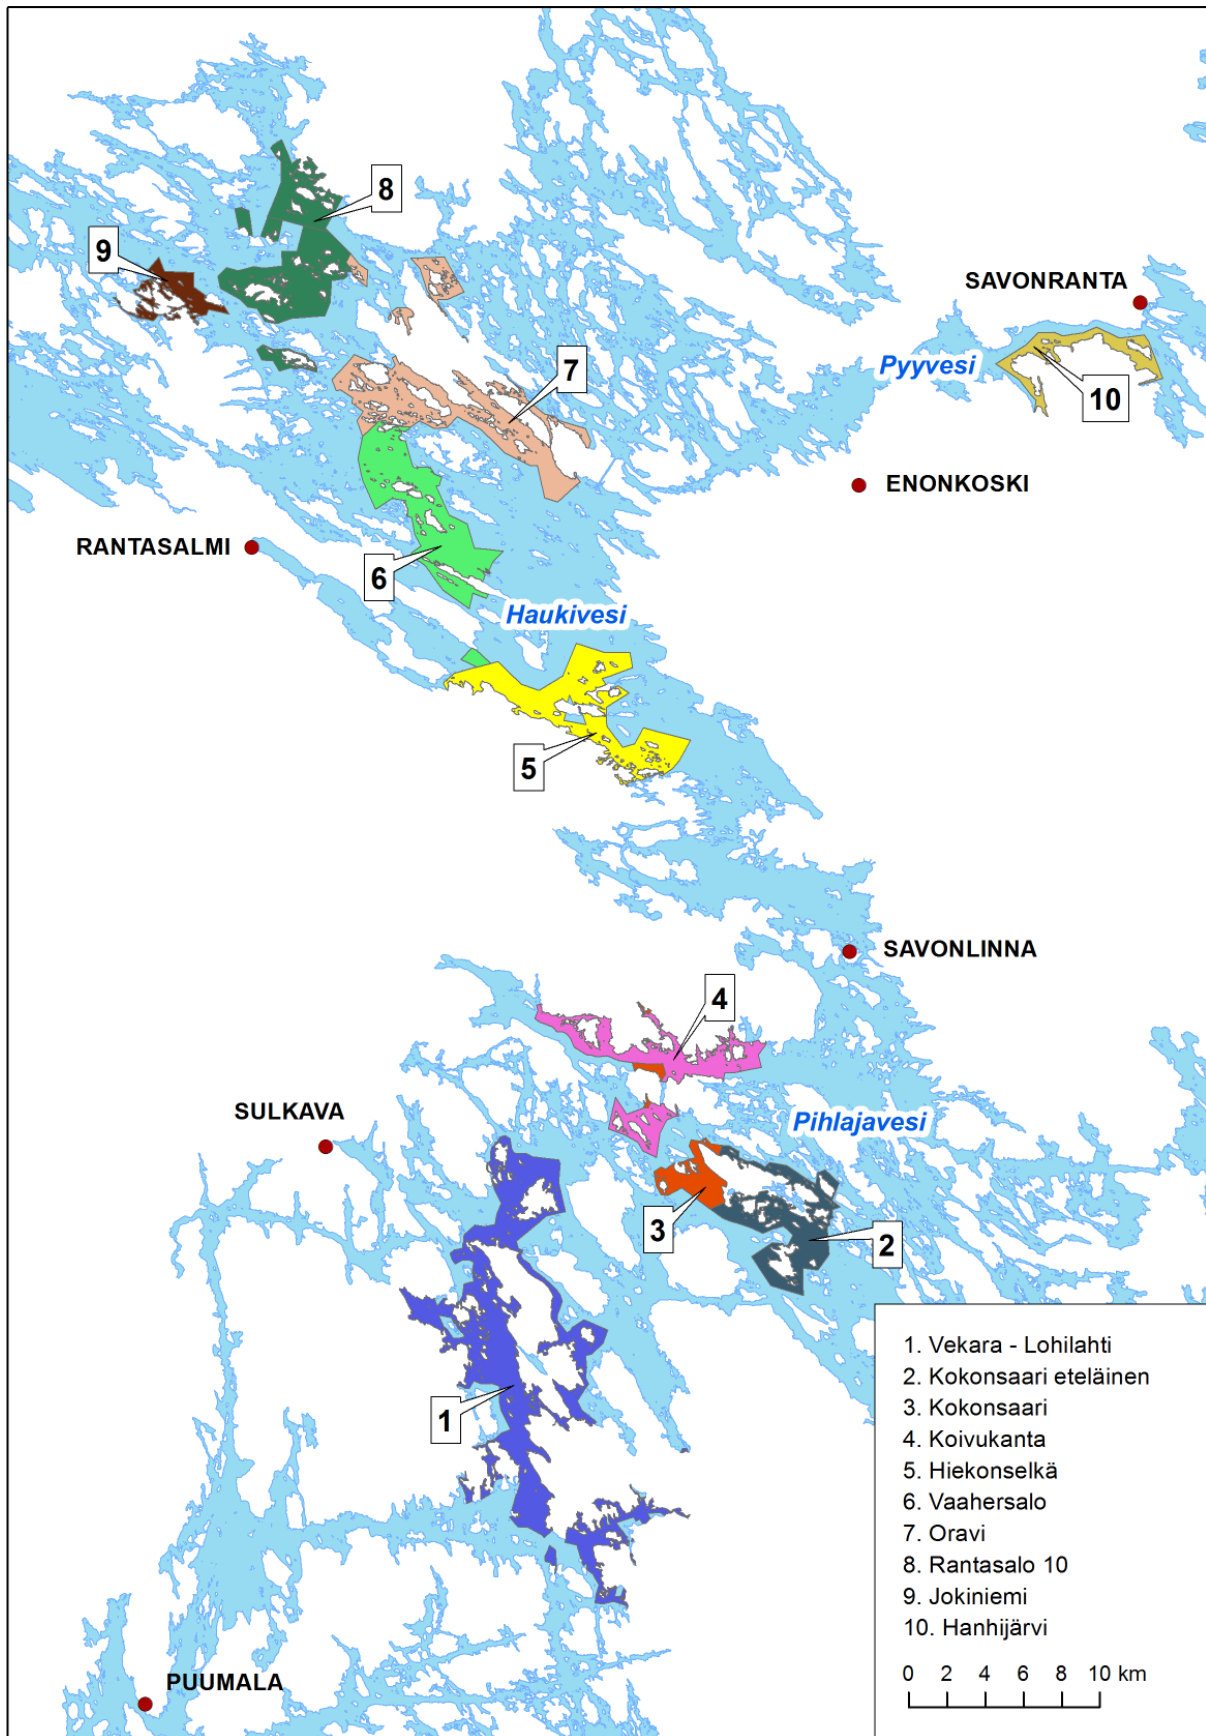 8
9
SAVONRANTA
Pyyvesi
7
10
ENONKOSKI
RANTASALMI
6
Haukivesi
5
SAVONLINNA
4
SULKAVA
Pihlajavesi
3
2
1
PUUMALA
1. Vekara - Lohilahti
2. Kokonsaari eteläinen
3. Kokonsaari
4. Koivukanta
5. Hiekonselkä
6. Vaahersalo
7. Oravi
8. Rantasalo 10
9. Jokiniemi
10. Hanhijärvi
0 2 4 6 8 10 km